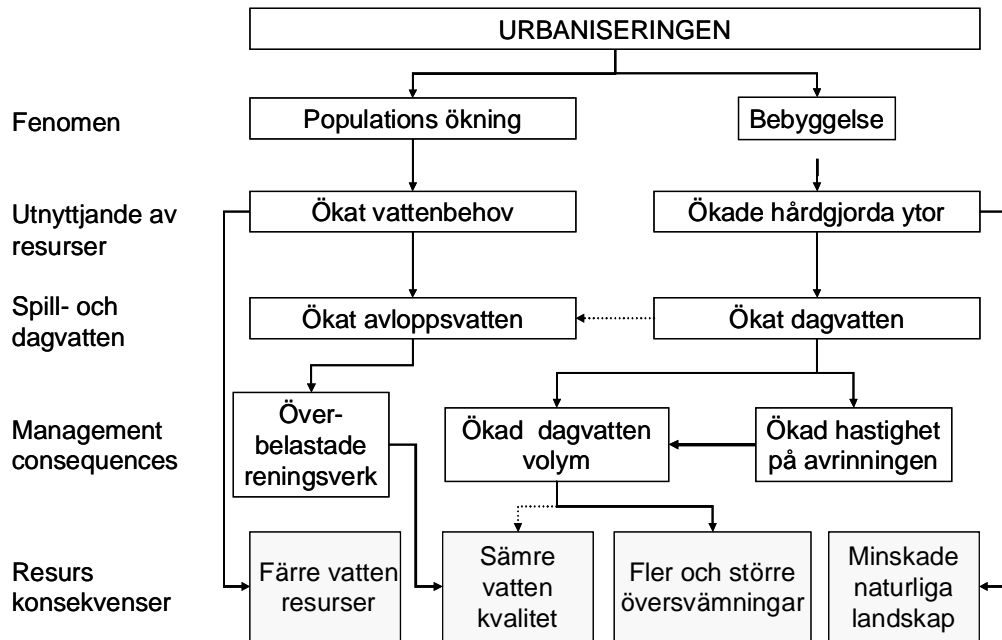 URBANISERINGEN
Fenomen
Populations ökning
Bebyggelse
Utnyttjande av
resurser
Ökat vattenbehov
Ökade hårdgjorda ytor
Spill- och
dagvatten
Ökat avloppsvatten
Ökat dagvatten
Management
consequences
Över-
belastade
reningsverk
Ökad dagvatten
volym
Ökad hastighet
på avrinningen
Resurs
konsekvenser
Färre vatten
resurser
Sämre
vatten
kvalitet
Fler och större
översvämningar
Minskade
naturliga
landskap